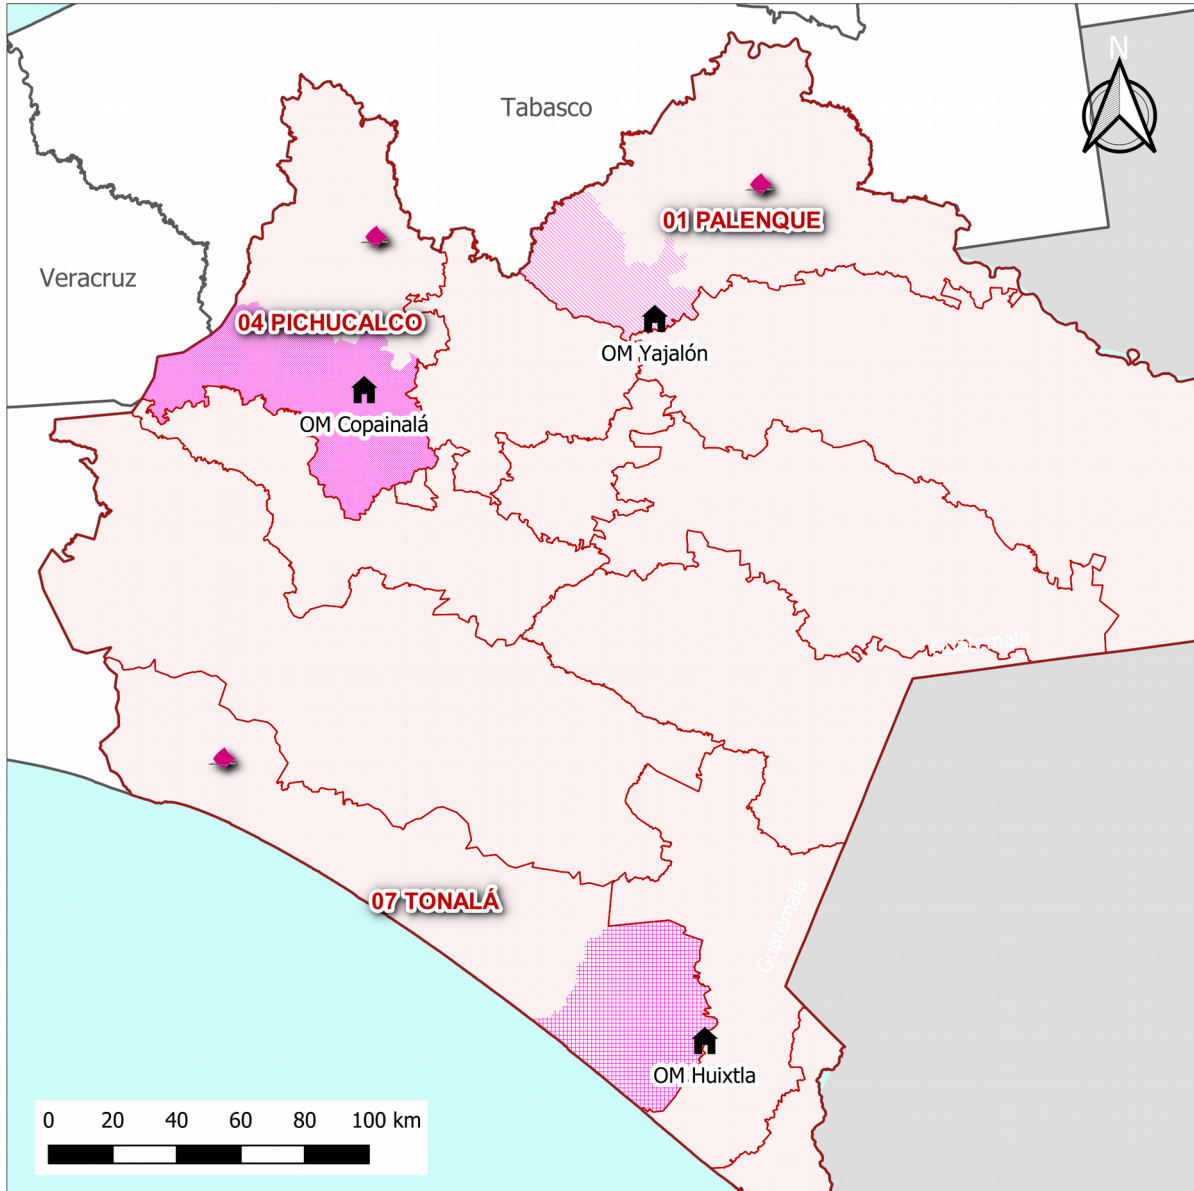 N
Tabasco
01 PALENQUE
Veracruz
04 PICHUCALCO
OM Yajalón
OM Copainalá
Guatemala
07 TONALÁ
Guatemala
OM Huixtla
0 20 40 60 80 100 km